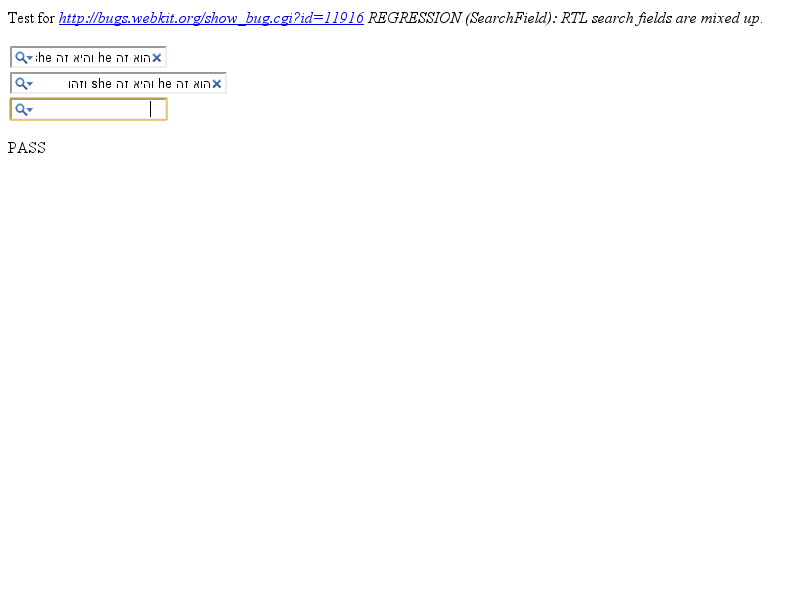 Test for http://bugs.webkit.org/show_bug.cgi?id=11916 REGRESSION (SearchField): RTL search fields are mixed up.
הוא זה he והיא זה he
הוא זה he והיא זה she וזהו
PASS